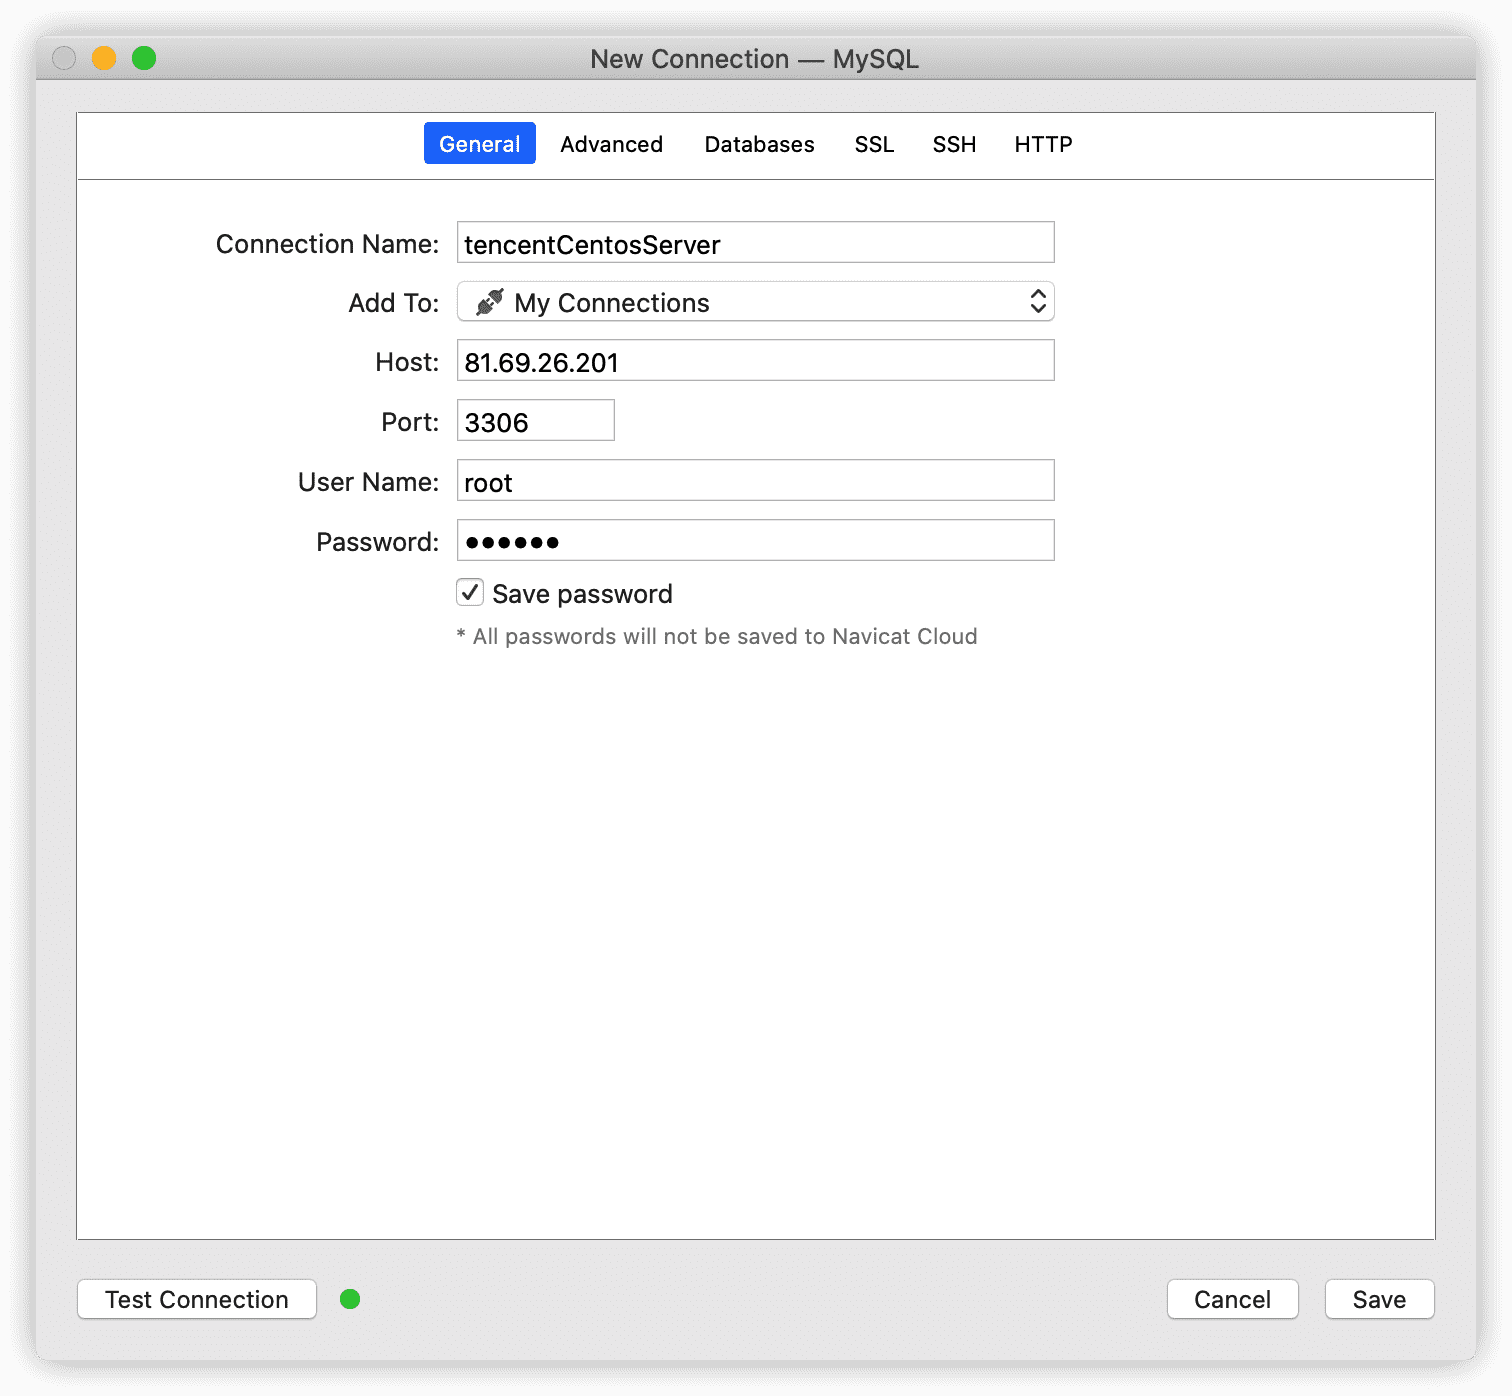 New Connection — MySQL
General Advanced Databases SSL SSH HTTP
Connection Name: tencentCentosServer
Add To: My Connections
Host: 81.69.26.201
Port: 3306
User Name: root
Password: ••••••
Save password
* All passwords will not be saved to Navicat Cloud
Test Connection Cancel Save